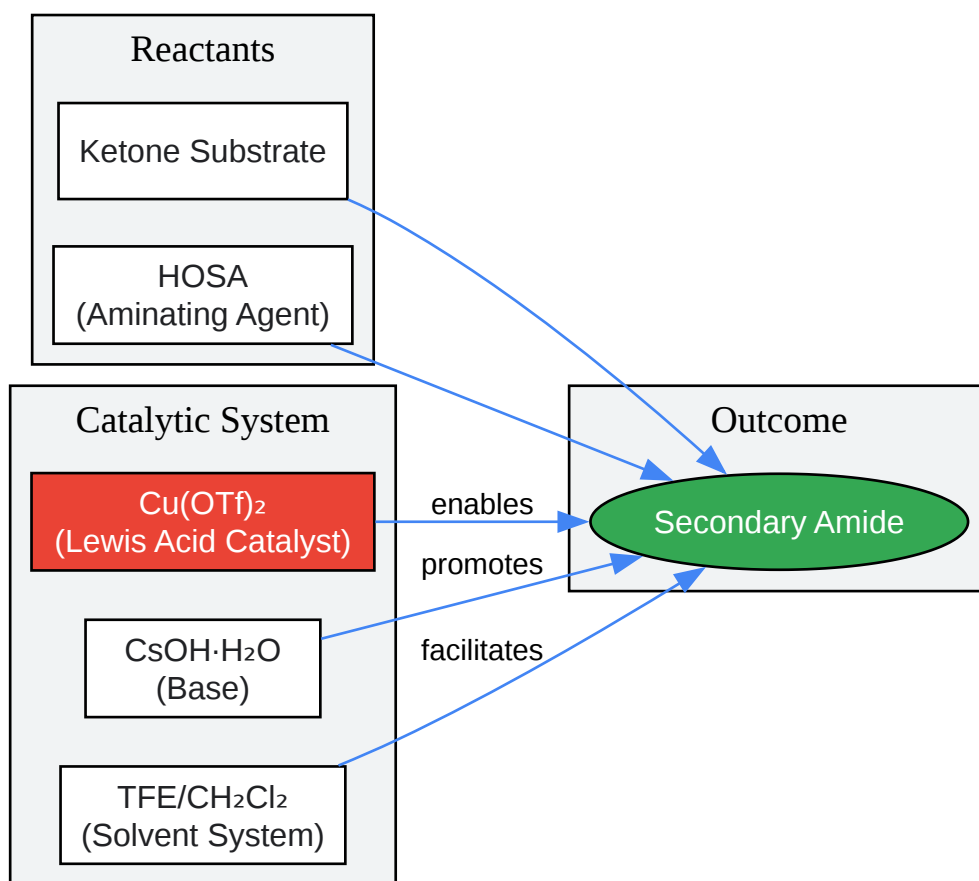 Reactants
Ketone Substrate
HOSA
(Aminating Agent)
Catalytic System
Cu(OTf)₂
(Lewis Acid Catalyst)
CsOH·H₂O
(Base)
TFE/CH₂Cl₂
(Solvent System)
enables
promotes
facilitates
Outcome
Secondary Amide